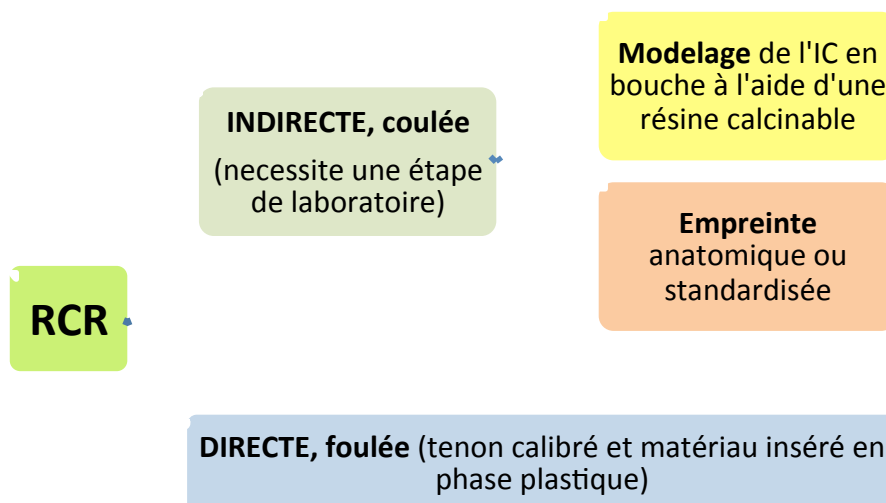 RCR
INDIRECTE, coulée
(necessite une étape
de laboratoire)
Modelage de l'IC en
bouche à l'aide d'une
résine calcinable
Empreinte
anatomique ou
standardisée
DIRECTE, foulée (tenon calibré et matériau inséré en
phase plastique)